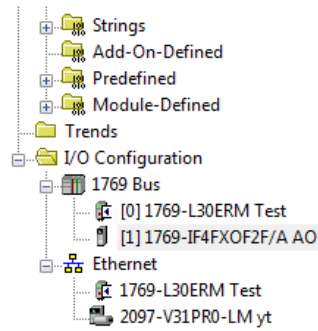 Strings
Add-On-Defined
Predefined
Module-Defined
Trends
I/O Configuration
1769 Bus
[0] 1769-L30ERM Test
[1] 1769-IF4FXOF2F/A AO
Ethernet
1769-L30ERM Test
2097-V31PR0-LM yt